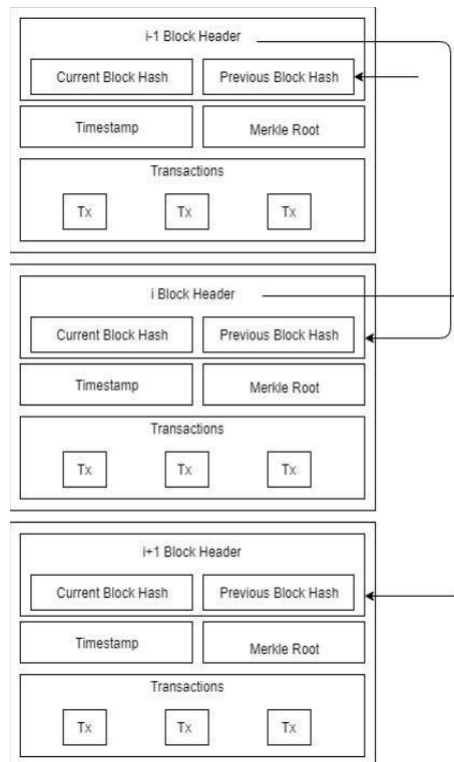 i-1 Block Header
Current Block Hash Previous Block Hash
Timestamp Merkle Root
Transactions
Tx Tx Tx
i Block Header
Current Block Hash Previous Block Hash
Timestamp Merkle Root
Transactions
Tx Tx Tx
i+1 Block Header
Current Block Hash Previous Block Hash
Timestamp Merkle Root
Transactions
Tx Tx Tx